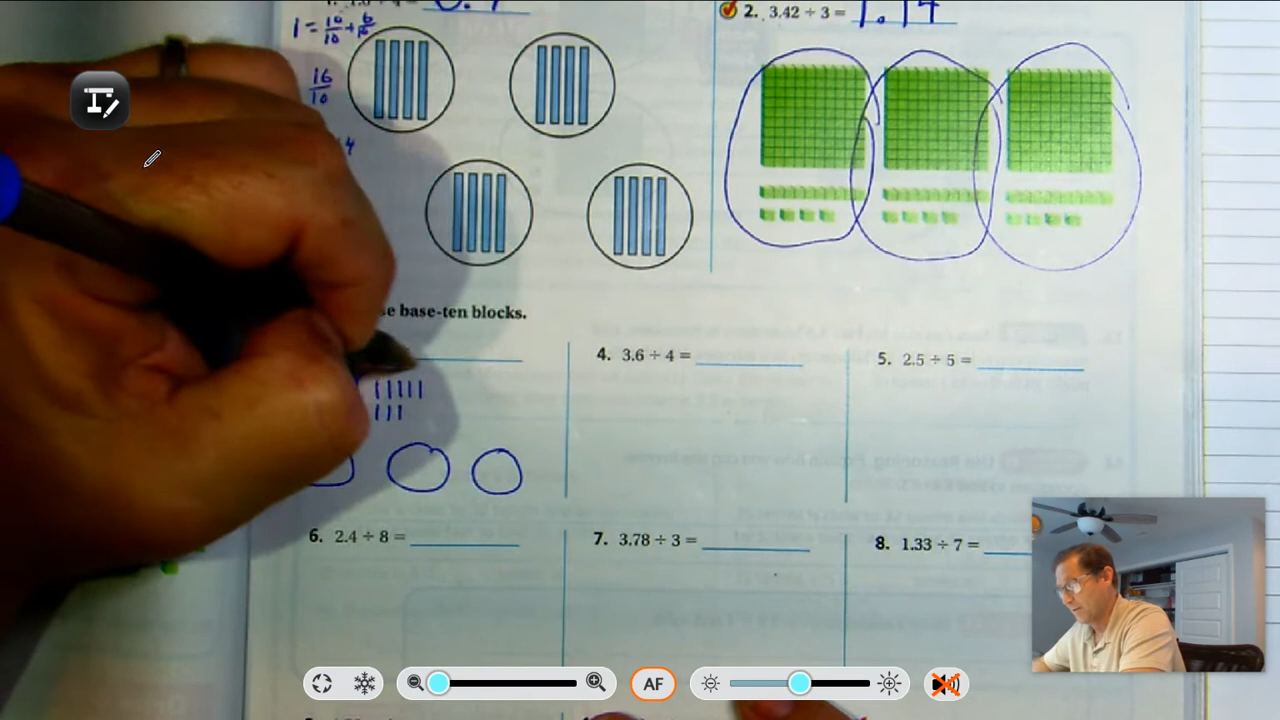 1 = 10/10 + 6/10
16/10
4
2. 3.42 ÷ 3 = 1.14
se base-ten blocks.
4. 3.6 ÷ 4 =
5. 2.5 ÷ 5 =
6. 2.4 ÷ 8 =
7. 3.78 ÷ 3 =
8. 1.33 ÷ 7 =
AF